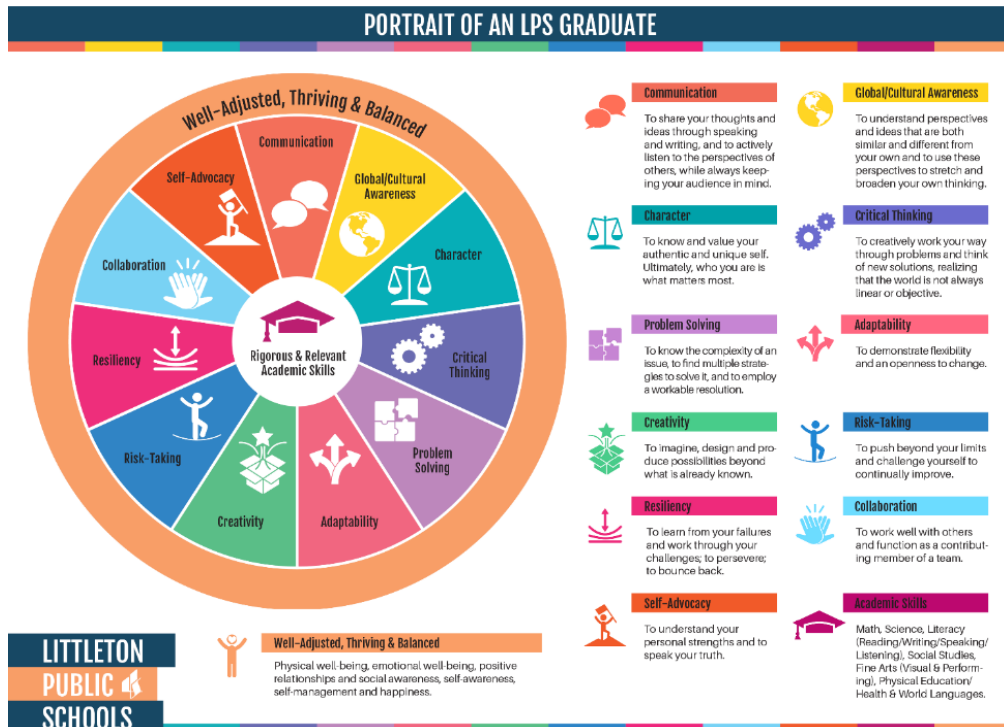 PORTRAIT OF AN LPS GRADUATE
Well-Adjusted, Thriving & Balanced
Communication
Global/Cultural
Awareness
Character
Critical
Thinking
Problem
Solving
Adaptability
Creativity
Risk-Taking
Resiliency
Collaboration
Self-Advocacy
Rigorous & Relevant
Academic Skills
Communication
To share your thoughts and
ideas through speaking
and writing, and to actively
listen to the perspectives of
others, while always keep-
ing your audience in mind.
Global/Cultural Awareness
To understand perspectives
and ideas that are both
similar and different from
your own and to use these
perspectives to stretch and
broaden your own thinking.
Character
To know and value your
authentic and unique self.
Ultimately, who you are is
what matters most.
Critical Thinking
To creatively work your way
through problems and think
of new solutions, realizing
that the world is not always
linear or objective.
Problem Solving
To know the complexity of an
issue, to find multiple strate-
gies to solve it, and to employ
a workable resolution.
Adaptability
To demonstrate flexibility
and an openness to change.
Creativity
To imagine, design and pro-
duce possibilities beyond
what is already known.
Risk-Taking
To push beyond your limits
and challenge yourself to
continually improve.
Resiliency
To learn from your failures
and work through your
challenges; to persevere;
to bounce back.
Collaboration
To work well with others
and function as a contribut-
ing member of a team.
Self-Advocacy
To understand your
personal strengths and to
speak your truth.
Academic Skills
Math, Science, Literacy
(Reading/Writing/Speaking/
Listening), Social Studies,
Fine Arts (Visual & Perform-
ing), Physical Education/
Health & World Languages.
Well-Adjusted, Thriving & Balanced
Physical well-being, emotional well-being, positive
relationships and social awareness, self-awareness,
self-management and happiness.
LITTLETON
PUBLIC
SCHOOLS